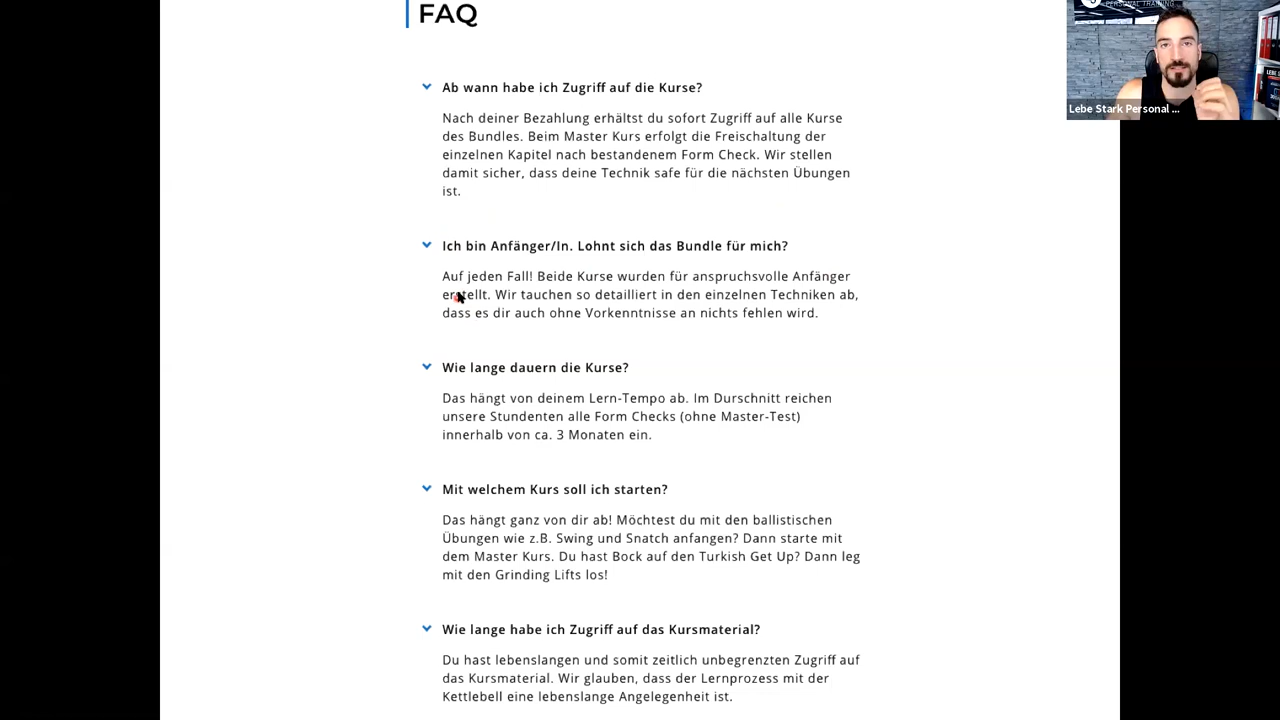 FAQ
PERSONAL TRAINING
Ab wann habe ich Zugriff auf die Kurse?
Nach deiner Bezahlung erhältst du sofort Zugriff auf alle Kurse
des Bundles. Beim Master Kurs erfolgt die Freischaltung der
einzelnen Kapitel nach bestandenem Form Check. Wir stellen
damit sicher, dass deine Technik safe für die nächsten Übungen
ist.
Lebe Stark Personal ...
Ich bin Anfänger/In. Lohnt sich das Bundle für mich?
Auf jeden Fall! Beide Kurse wurden für anspruchsvolle Anfänger
erstellt. Wir tauchen so detailliert in den einzelnen Techniken ab,
dass es dir auch ohne Vorkenntnisse an nichts fehlen wird.
Wie lange dauern die Kurse?
Das hängt von deinem Lern-Tempo ab. Im Durschnitt reichen
unsere Stundenten alle Form Checks (ohne Master-Test)
innerhalb von ca. 3 Monaten ein.
Mit welchem Kurs soll ich starten?
Das hängt ganz von dir ab! Möchtest du mit den ballistischen
Übungen wie z.B. Swing und Snatch anfangen? Dann starte mit
dem Master Kurs. Du hast Bock auf den Turkish Get Up? Dann leg
mit den Grinding Lifts los!
Wie lange habe ich Zugriff auf das Kursmaterial?
Du hast lebenslangen und somit zeitlich unbegrenzten Zugriff auf
das Kursmaterial. Wir glauben, dass der Lernprozess mit der
Kettlebell eine lebenslange Angelegenheit ist.